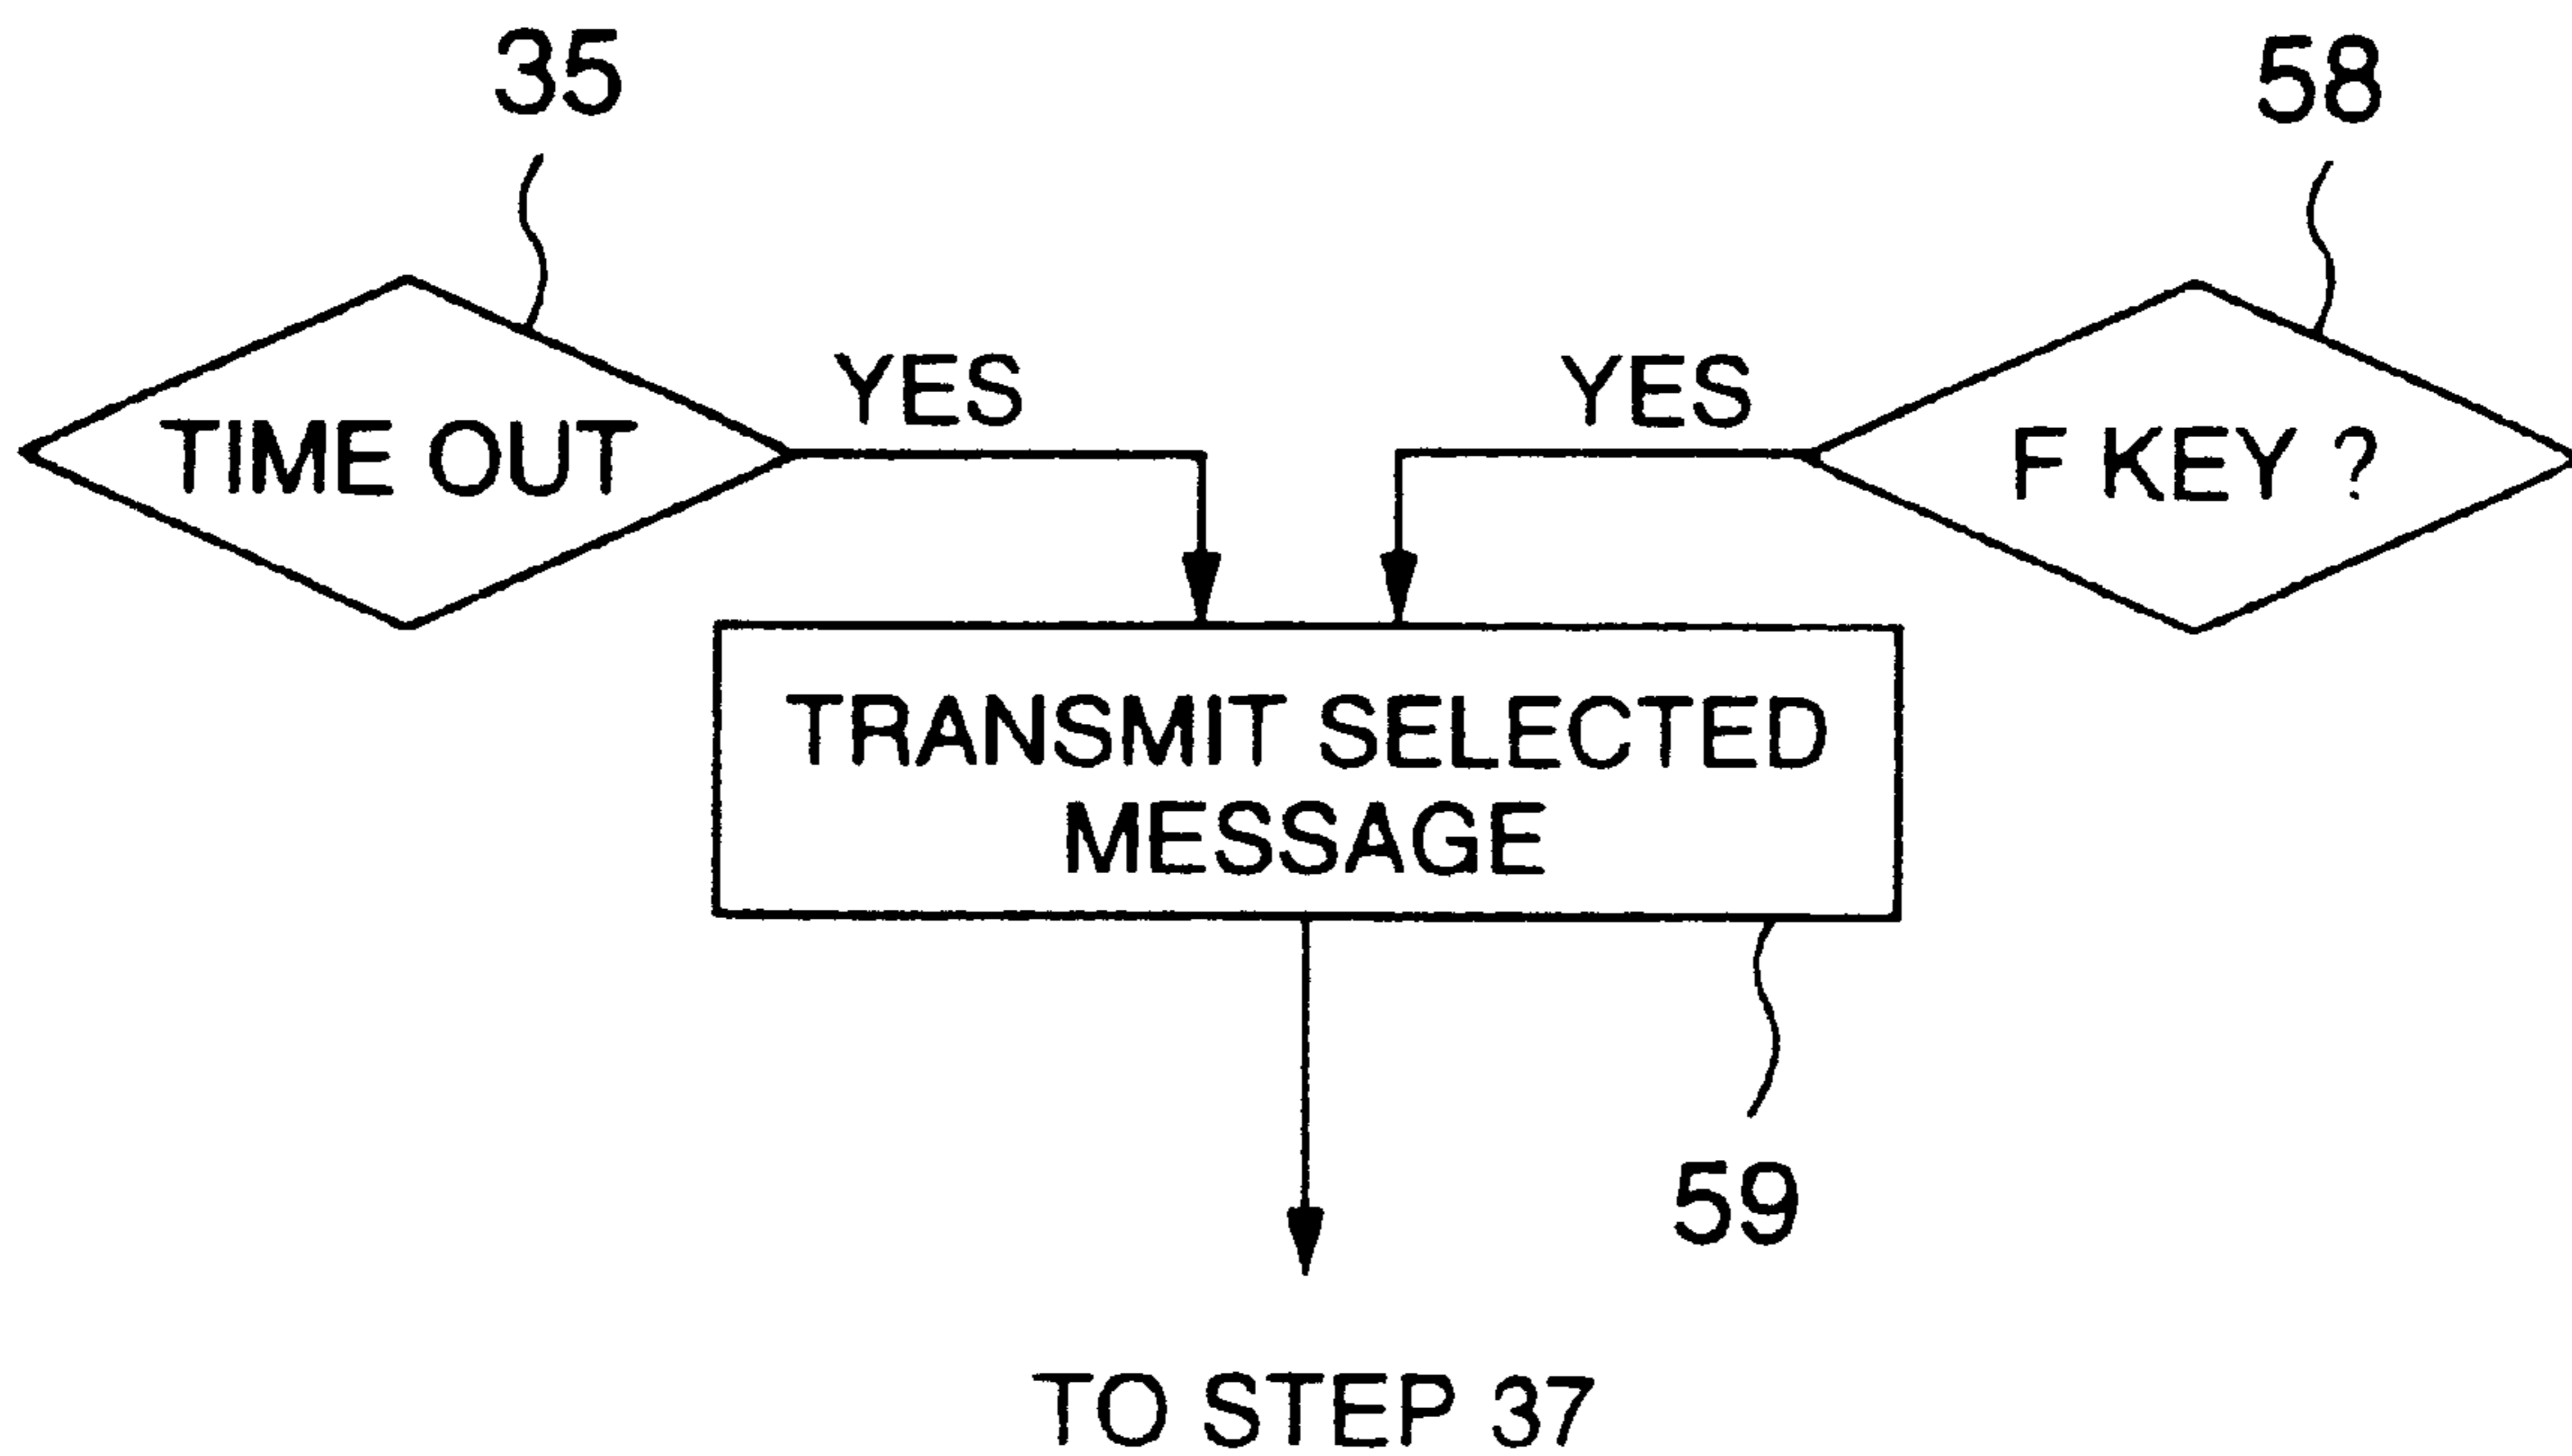 35
58
YES
YES
TIME OUT
F KEY ?
TRANSMIT SELECTED
MESSAGE
59
TO STEP 37